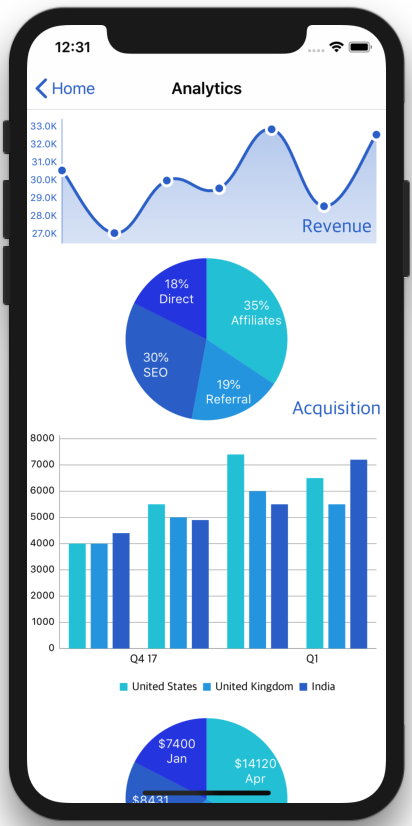 12:31
Home
Analytics
33.0K
32.0K
31.0K
30.0K
29.0K
28.0K
27.0K
Revenue
18%
Direct
35%
Affiliates
30%
SEO
19%
Referral
Acquisition
8000
7000
6000
5000
4000
3000
2000
1000
0
Q4 17
Q1
United States
United Kingdom
India
$7400
Jan
$14120
Apr
$8431